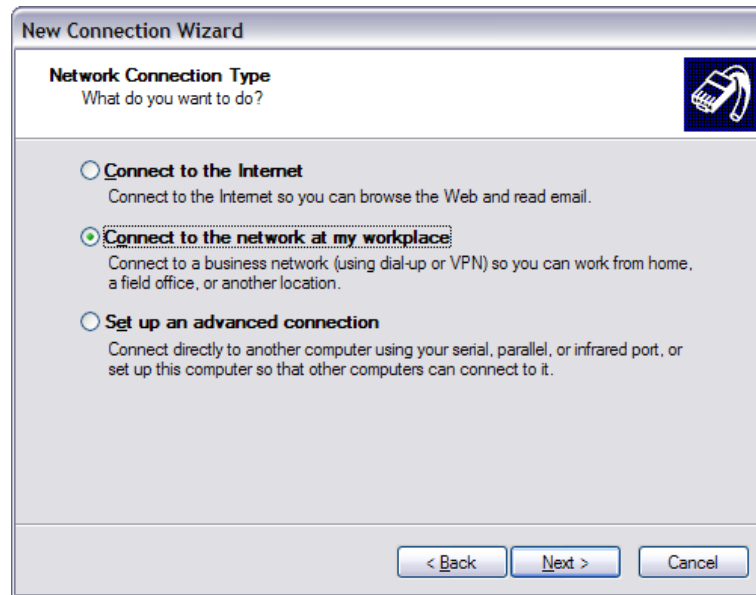 New Connection Wizard
Network Connection Type
What do you want to do?
Connect to the Internet
Connect to the Internet so you can browse the Web and read email.
Connect to the network at my workplace
Connect to a business network (using dial-up or VPN) so you can work from home,
a field office, or another location.
Set up an advanced connection
Connect directly to another computer using your serial, parallel, or infrared port, or
set up this computer so that other computers can connect to it.
< Back
Next >
Cancel